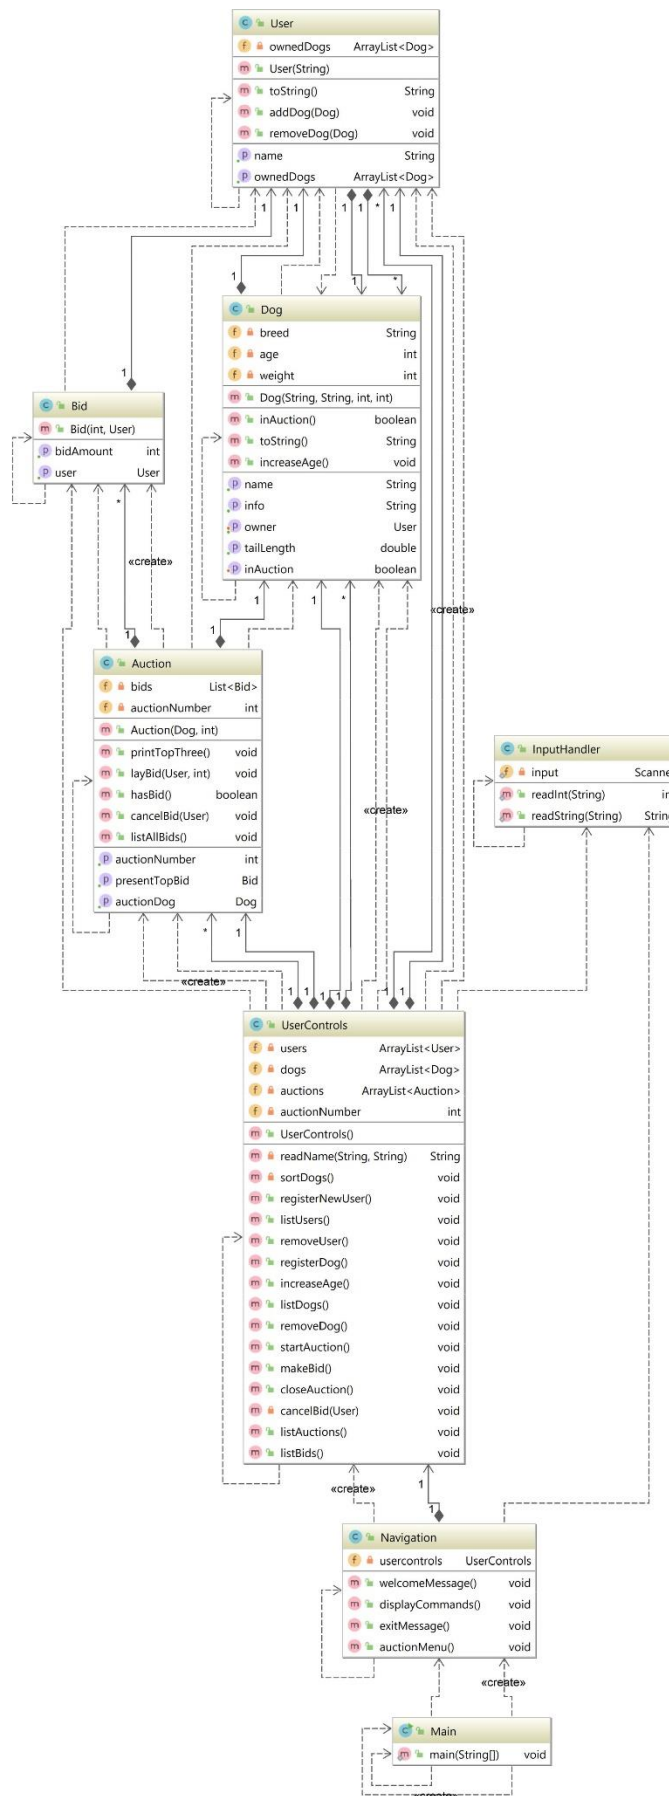 User
ownedDogs ArrayList<Dog>
User(String)
toString() String
addDog(Dog) void
removeDog(Dog) void
name String
ownedDogs ArrayList<Dog>
1 1 1 1 * 1
1 1 *
Dog
breed String
age int
weight int
Dog(String, String, int, int)
inAuction() boolean
toString() String
increaseAge() void
name String
info String
owner User
tailLength double
inAuction boolean
1
Bid
Bid(int, User)
bidAmount int
user User
*
«create»
1 1 *
«create»
1 1
Auction
bids List<Bid>
auctionNumber int
Auction(Dog, int)
printTopThree() void
layBid(User, int) void
hasBid() boolean
cancelBid(User) void
listAllBids() void
auctionNumber int
presentTopBid Bid
auctionDog Dog
InputHandler
input Scanne
readInt(String) in
readString(String) String
«create»
* 1
«create»
1 1 1 1 1 1
UserControls
users ArrayList<User>
dogs ArrayList<Dog>
auctions ArrayList<Auction>
auctionNumber int
UserControls()
readName(String, String) String
sortDogs() void
registerNewUser() void
listUsers() void
removeUser() void
registerDog() void
increaseAge() void
listDogs() void
removeDog() void
startAuction() void
makeBid() void
closeAuction() void
cancelBid(User) void
listAuctions() void
listBids() void
«create»
1
1
Navigation
usercontrols UserControls
welcomeMessage() void
displayCommands() void
exitMessage() void
auctionMenu() void
«create»
Main
main(String[]) void
«create»